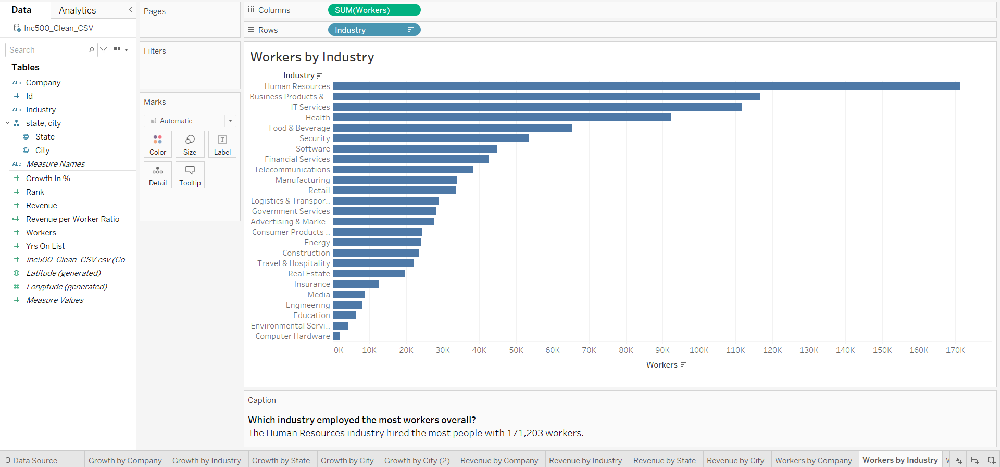 Data
Analytics
Inc500_Clean_CSV
Search
Tables
Abc Company
# Id
Abc Industry
state, city
State
City
Abc Measure Names
# Growth In %
# Rank
# Revenue
=# Revenue per Worker Ratio
# Workers
# Yrs On List
# Inc500_Clean_CSV.csv (Co...
Latitude (generated)
Longitude (generated)
# Measure Values
Pages
Filters
Marks
Automatic
Color
Size
Label
Detail
Tooltip
Columns
SUM(Workers)
Rows
Industry
Workers by Industry
Industry
Human Resources
Business Products & ..
IT Services
Health
Food & Beverage
Security
Software
Financial Services
Telecommunications
Manufacturing
Retail
Logistics & Transpor..
Government Services
Advertising & Marke..
Consumer Products ..
Energy
Construction
Travel & Hospitality
Real Estate
Insurance
Media
Engineering
Education
Environmental Servi..
Computer Hardware
0K 10K 20K 30K 40K 50K 60K 70K 80K 90K 100K 110K 120K 130K 140K 150K 160K 170K
Workers
Caption
Which industry employed the most workers overall?
The Human Resources industry hired the most people with 171,203 workers.
Data Source
Growth by Company
Growth by Industry
Growth by State
Growth by City
Growth by City (2)
Revenue by Company
Revenue by Industry
Revenue by State
Revenue by City
Workers by Company
Workers by Industry